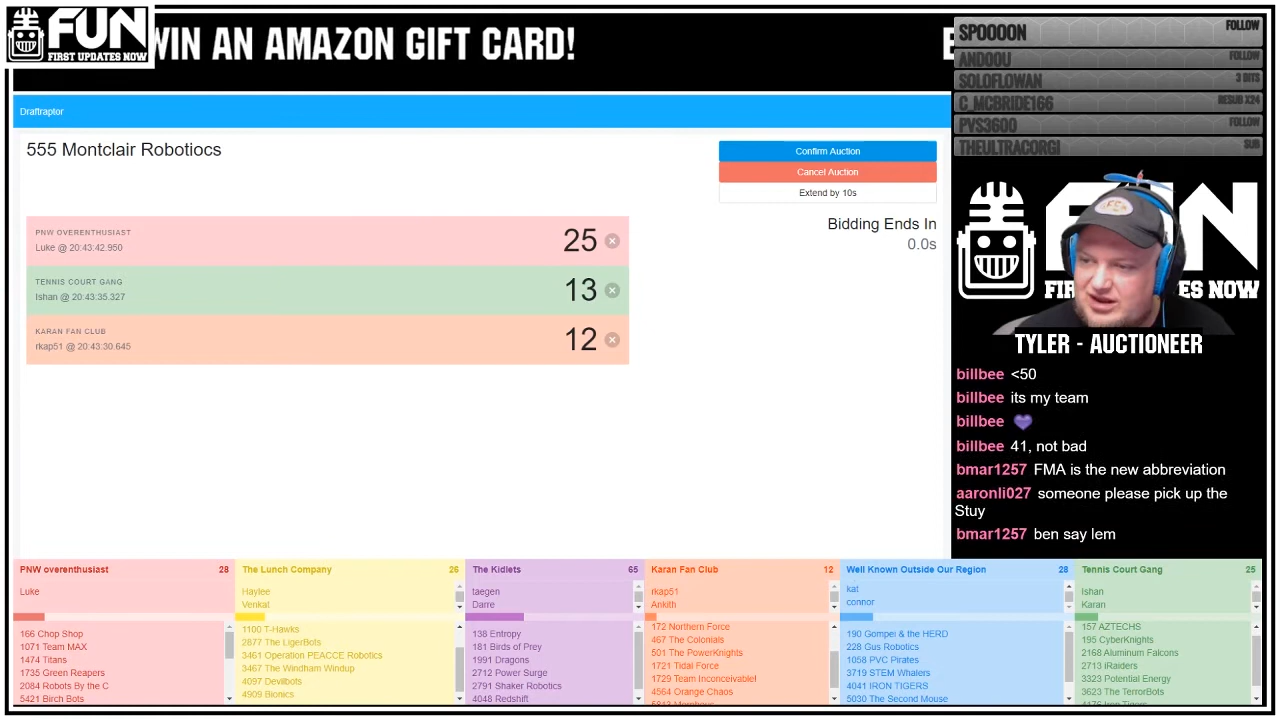 FUN
FIRST UPDATES NOW
WIN AN AMAZON GIFT CARD!
Draftraptor
555 Montclair Robotiocs
Confirm Auction
Cancel Auction
Extend by 10s
Bidding Ends In
0.0s
PNW OVERENTHUSIAST
Luke @ 20:43:42.950
25
TENNIS COURT GANG
Ishan @ 20:43:35.327
13
KARAN FAN CLUB
rkap51 @ 20:43:30.645
12
SPOOOON FOLLOW
ANDOOU FOLLOW
SOLOFLOWAN 3 BITS
C_MCBRIDE166 RESUB X24
PVS3600 FOLLOW
THEULTRACORGI SUB
TYLER - AUCTIONEER
billbee <50
billbee its my team
billbee 💜
billbee 41, not bad
bmar1257 FMA is the new abbreviation
aaronli027 someone please pick up the
Stuy
bmar1257 ben say lem
PNW overenthusiast 28
Luke
166 Chop Shop
1071 Team MAX
1474 Titans
1735 Green Reapers
2084 Robots By the C
5421 Birch Bots
The Lunch Company 26
Haylee
Venkat
1100 T-Hawks
2877 The LigerBots
3461 Operation PEACCE Robotics
3467 The Windham Windup
4097 Devilbots
4909 Bionics
The Kidlets 65
taegen
Darre
138 Entropy
181 Birds of Prey
1991 Dragons
2712 Power Surge
2791 Shaker Robotics
4048 Redshift
Karan Fan Club 12
rkap51
Ankith
172 Northern Force
467 The Colonials
501 The PowerKnights
1721 Tidal Force
1729 Team Inconceivable!
4564 Orange Chaos
5813 Morpheus
Well Known Outside Our Region 28
kat
connor
190 Gompei & the HERD
228 Gus Robotics
1058 PVC Pirates
3719 STEM Whalers
4041 IRON TIGERS
5030 The Second Mouse
Tennis Court Gang 25
Ishan
Karan
157 AZTECHS
195 CyberKnights
2168 Aluminum Falcons
2713 iRaiders
3323 Potential Energy
3623 The TerrorBots
4176 Iron Tigers